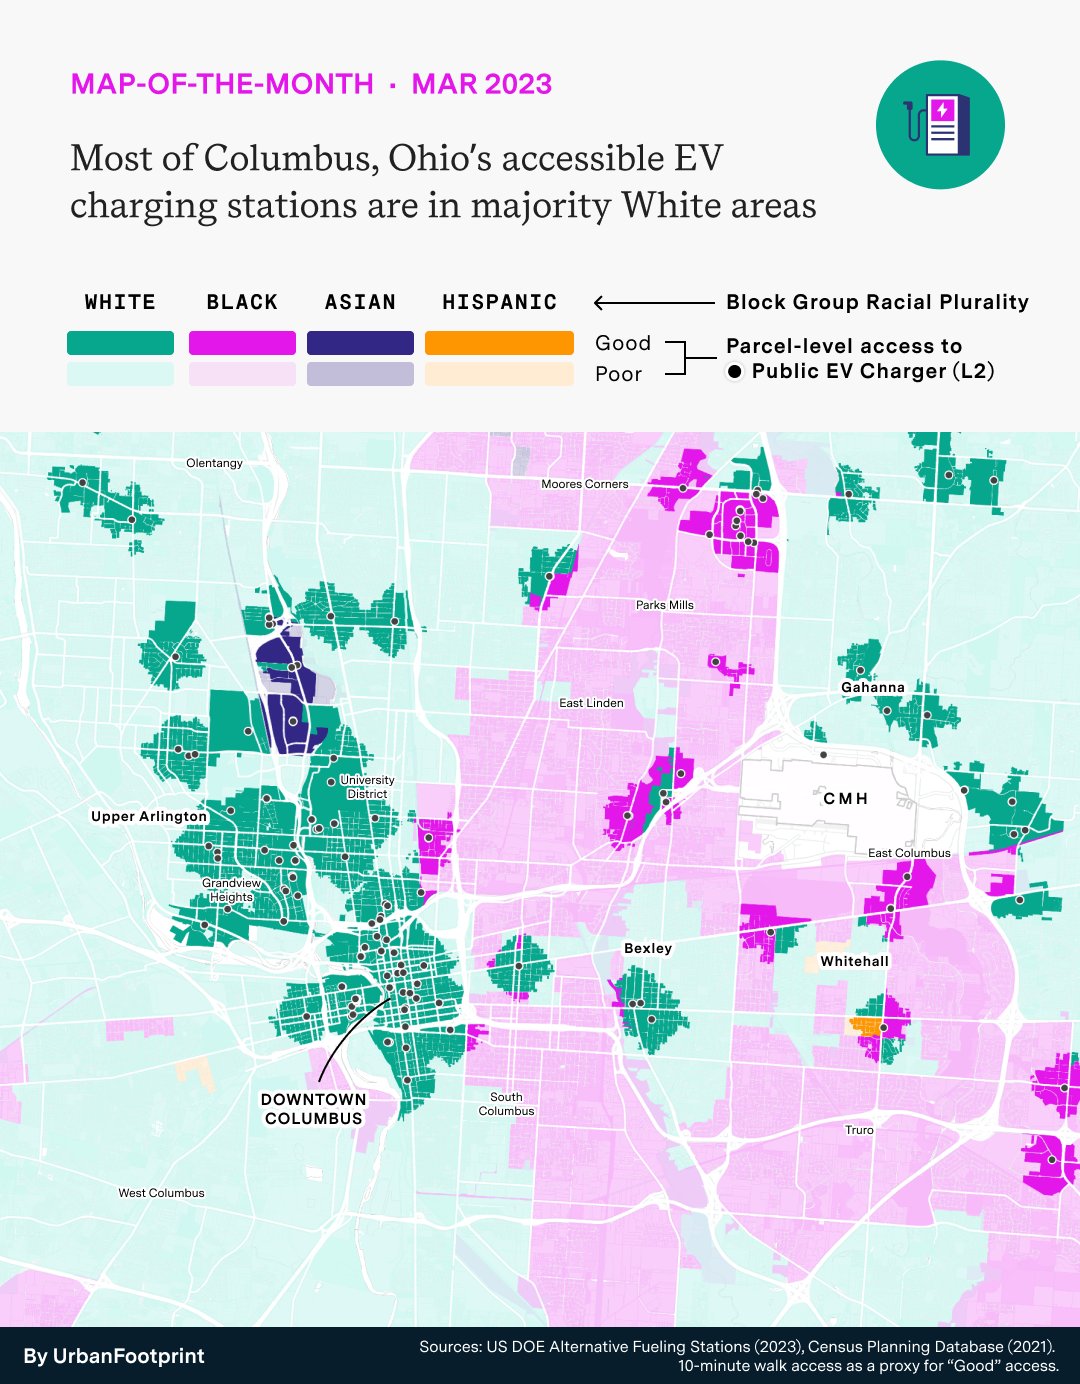 MAP-OF-THE-MONTH · MAR 2023
Most of Columbus, Ohio's accessible EV
charging stations are in majority White areas
WHITE BLACK ASIAN HISPANIC Block Group Racial Plurality
Good
Poor
Parcel-level access to
Public EV Charger (L2)
Olentangy
Moores Corners
Parks Mills
Gahanna
East Linden
University
District
CMH
Upper Arlington
East Columbus
Grandview
Heights
Bexley
Whitehall
DOWNTOWN
COLUMBUS
South
Columbus
Truro
West Columbus
By UrbanFootprint
Sources: US DOE Alternative Fueling Stations (2023), Census Planning Database (2021).
10-minute walk access as a proxy for “Good” access.